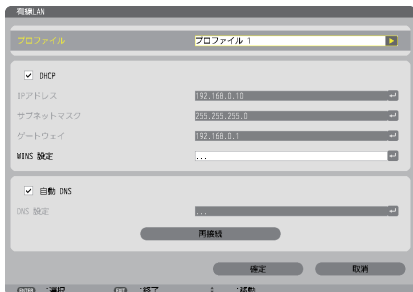 有線LAN
プロファイル プロファイル 1
DHCP
IPアドレス 192.168.0.10
サブネットマスク 255.255.255.0
ゲートウェイ 192.168.0.1
WINS 設定 ...
自動 DNS
DNS 設定 ...
再接続
確定 取消
ENTER :選択 EXIT :終了 :移動